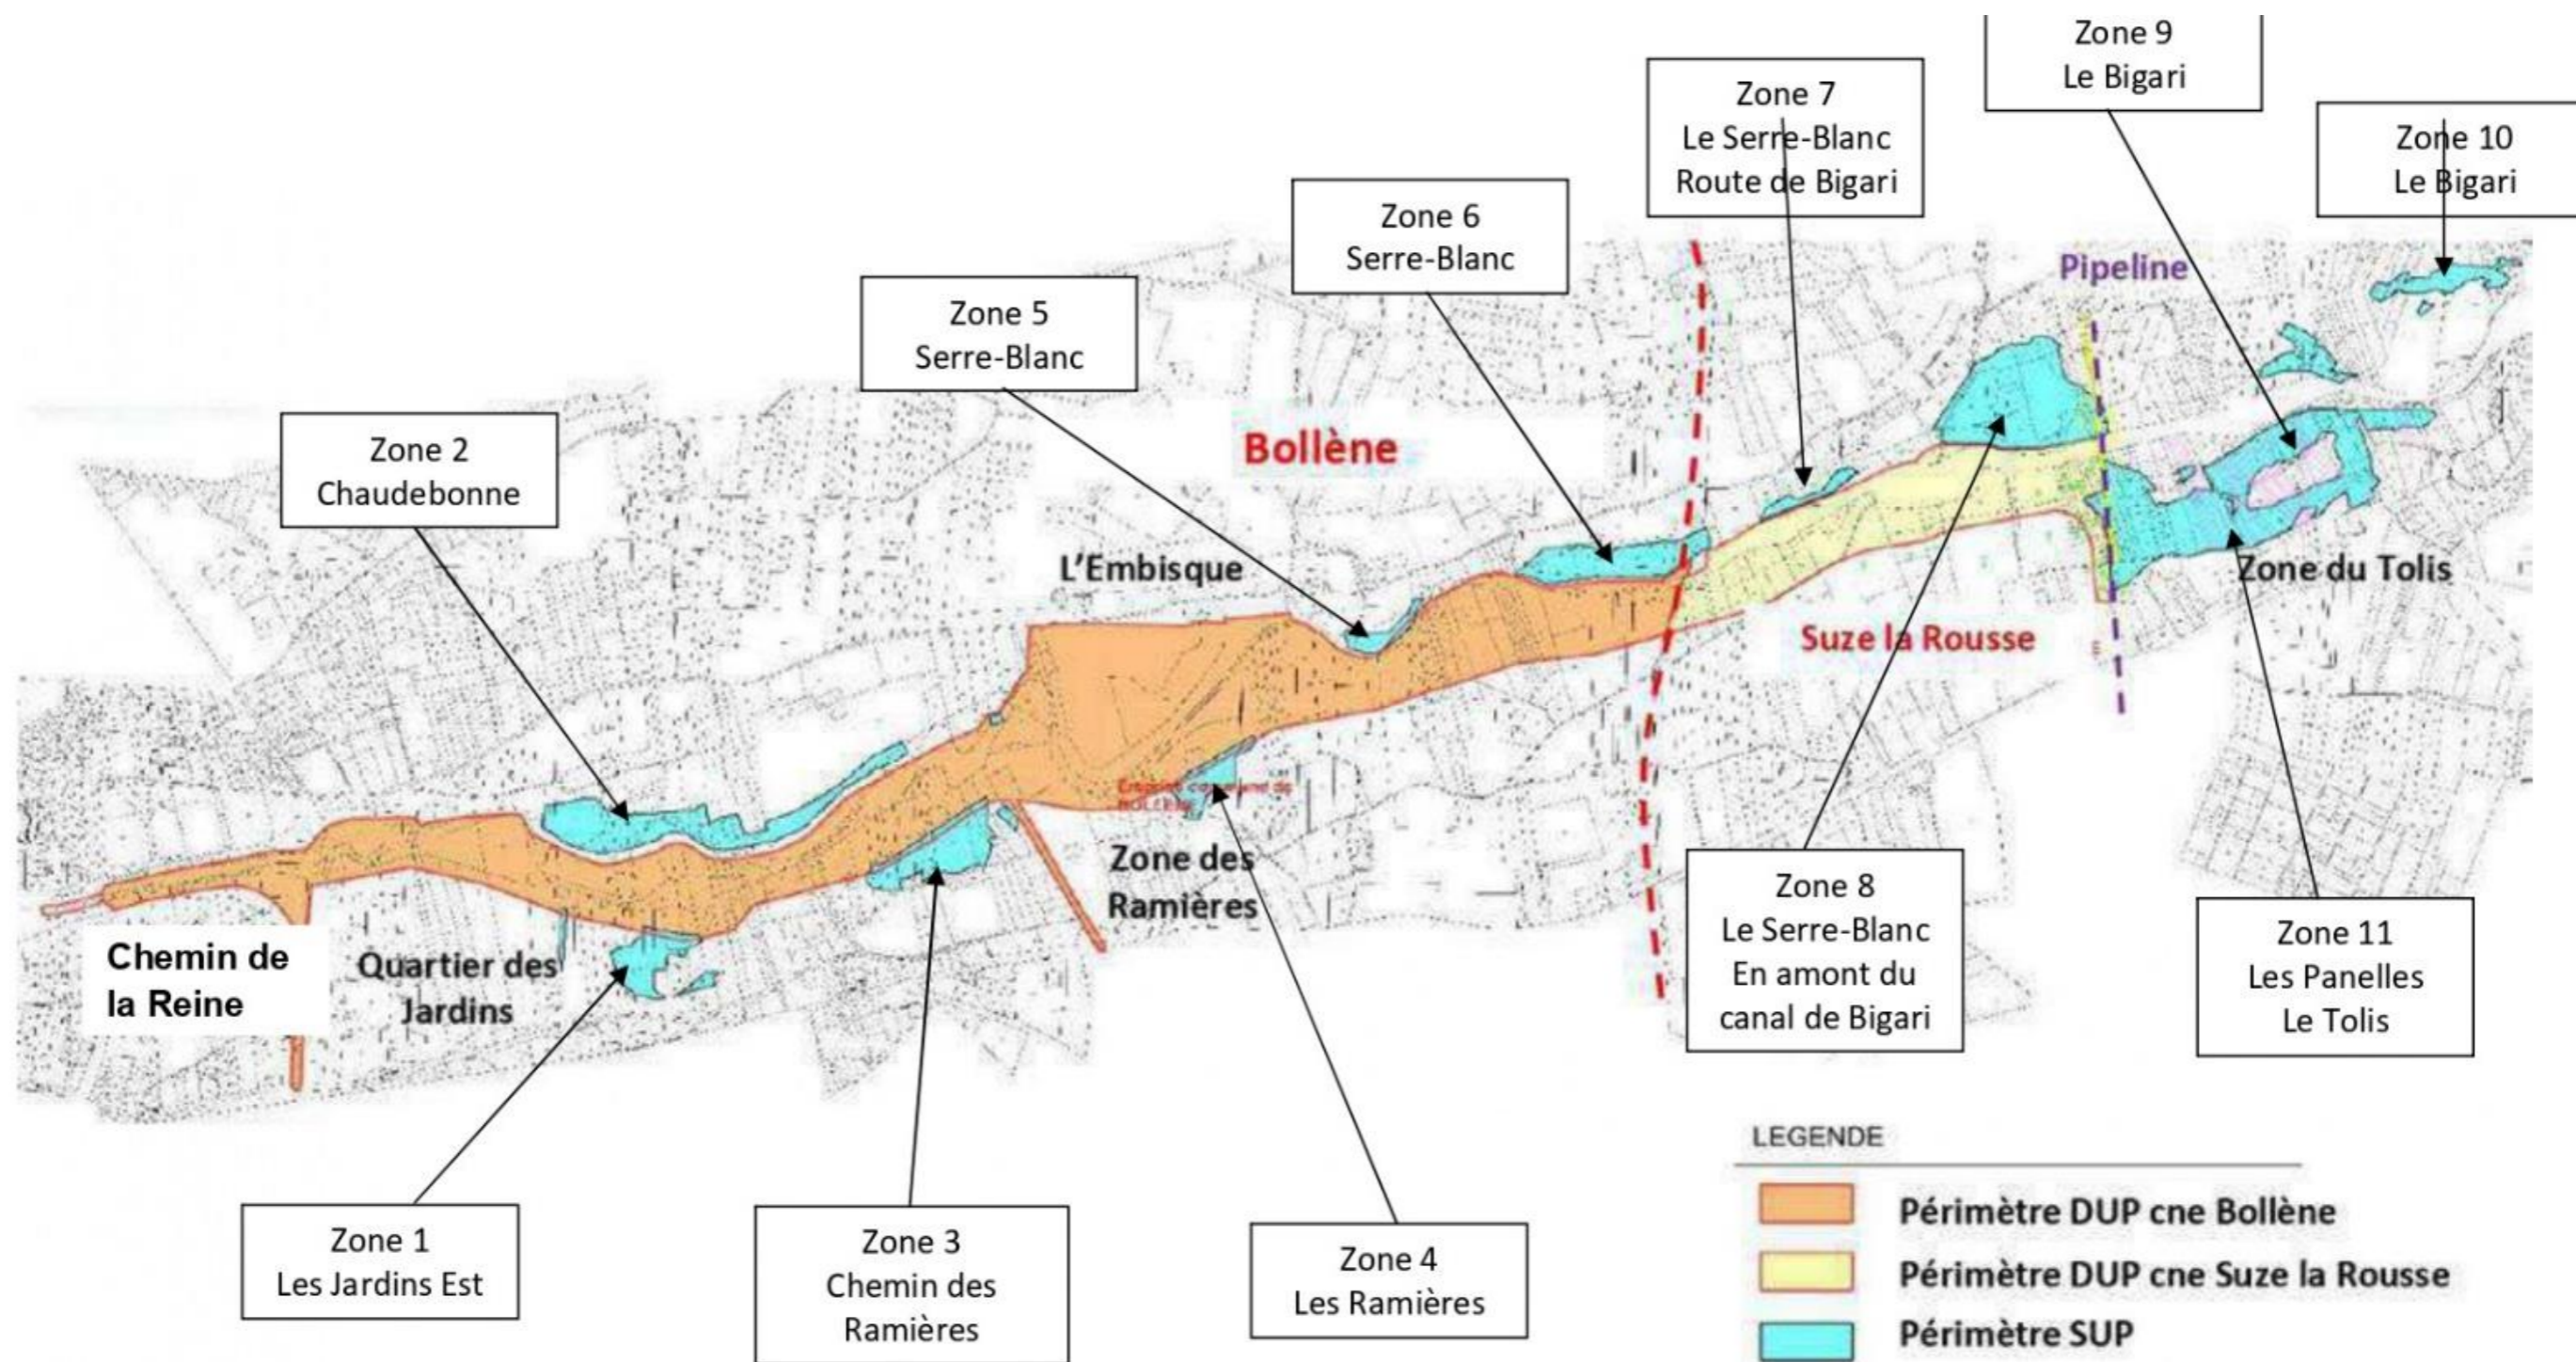 Zone 9
Le Bigari
Zone 7
Le Serre-Blanc
Route de Bigari
Zone 10
Le Bigari
Zone 6
Serre-Blanc
Pipeline
Zone 5
Serre-Blanc
Bollène
Zone 2
Chaudebonne
L'Embisque
Zone du Tolis
Suze la Rousse
Zone des
Ramières
Chemin de
la Reine
Quartier des
Jardins
Zone 8
Le Serre-Blanc
En amont du
canal de Bigari
Zone 11
Les Panelles
Le Tolis
Zone 1
Les Jardins Est
Zone 3
Chemin des
Ramières
Zone 4
Les Ramières
LEGENDE
Périmètre DUP cne Bollène
Périmètre DUP cne Suze la Rousse
Périmètre SUP